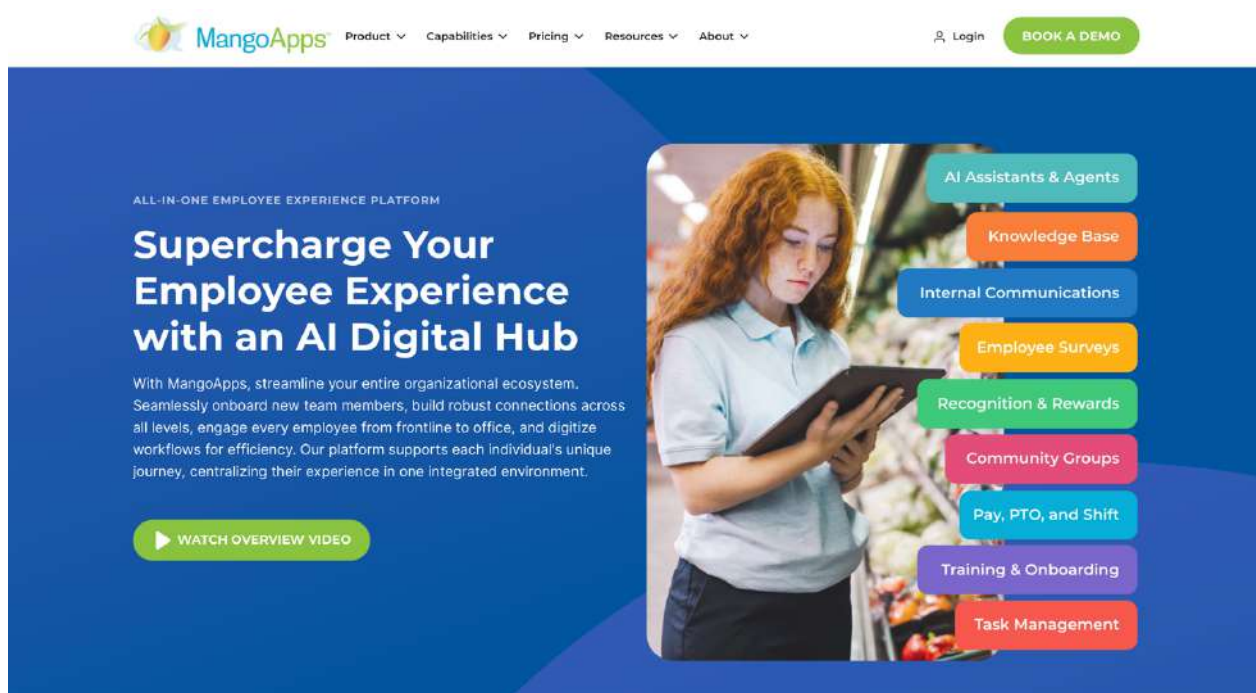 MangoApps
Product
Capabilities
Pricing
Resources
About
Login
BOOK A DEMO
ALL-IN-ONE EMPLOYEE EXPERIENCE PLATFORM
Supercharge Your
Employee Experience
with an AI Digital Hub
With MangoApps, streamline your entire organizational ecosystem.
Seamlessly onboard new team members, build robust connections across
all levels, engage every employee from frontline to office, and digitize
workflows for efficiency. Our platform supports each individual's unique
journey, centralizing their experience in one integrated environment.
WATCH OVERVIEW VIDEO
AI Assistants & Agents
Knowledge Base
Internal Communications
Employee Surveys
Recognition & Rewards
Community Groups
Pay, PTO, and Shift
Training & Onboarding
Task Management